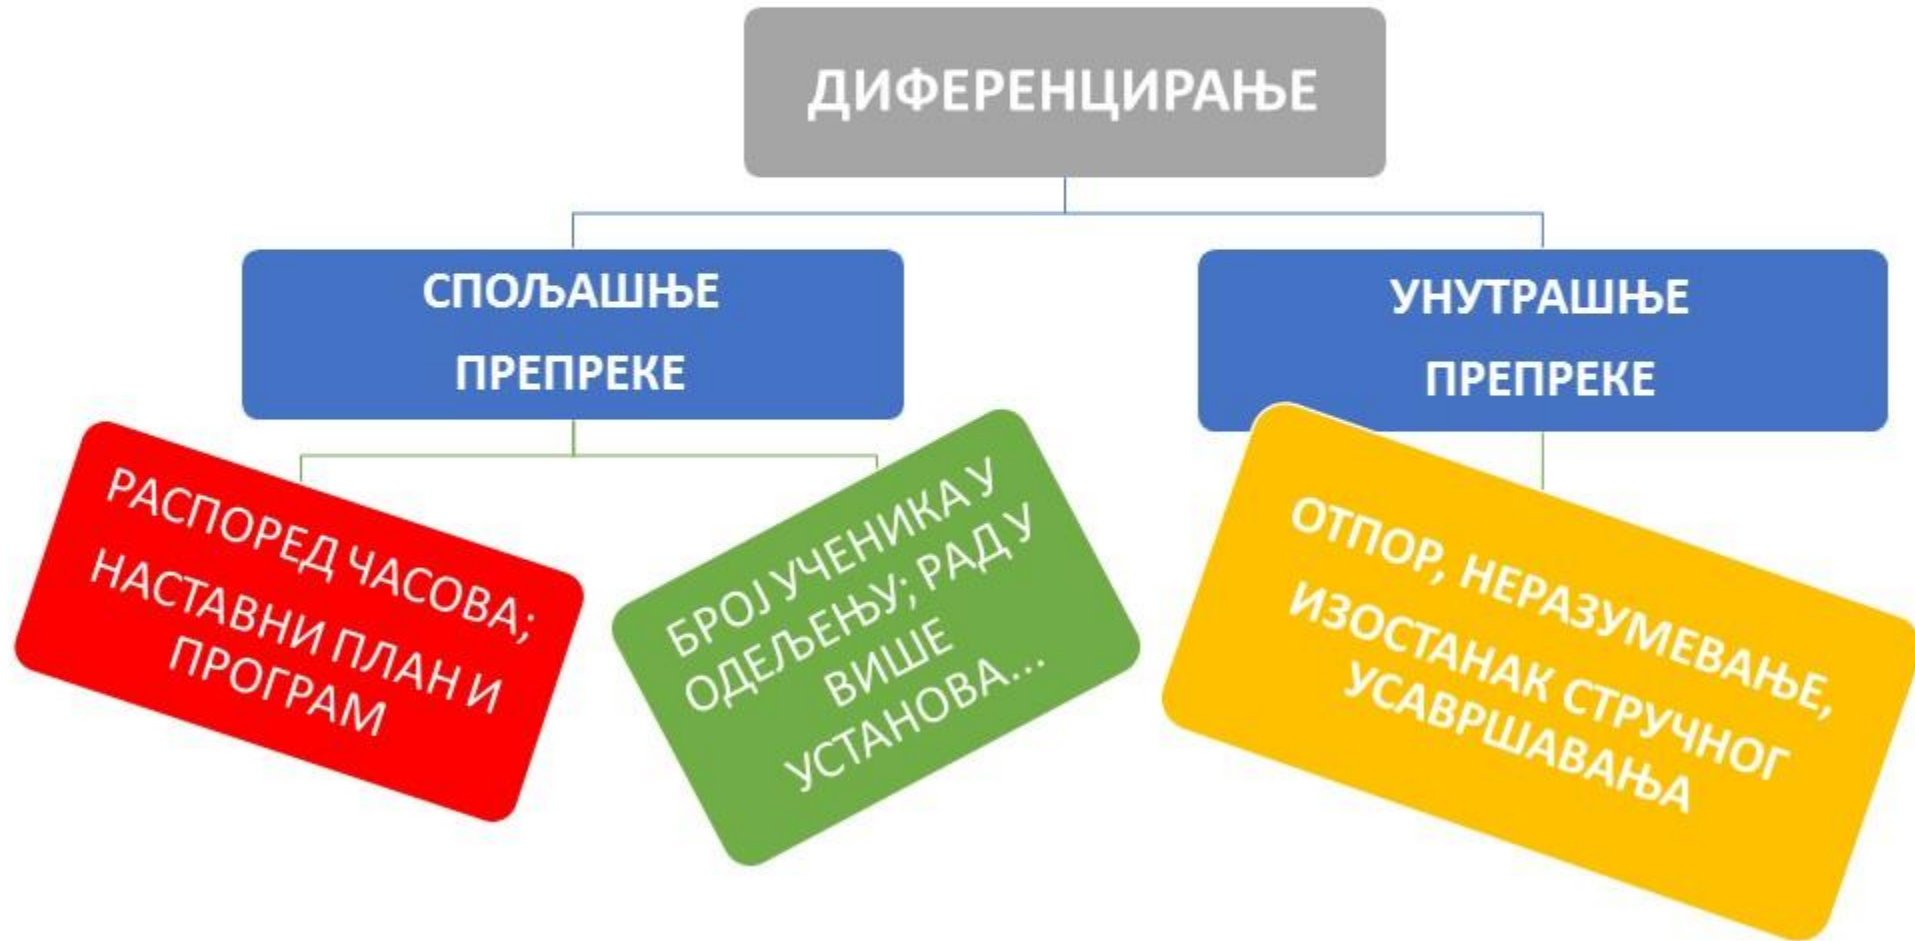 ДИФЕРЕНЦИРАЊЕ
СПОЉАШЊЕ
ПРЕПРЕКЕ
УНУТРАШЊЕ
ПРЕПРЕКЕ
РАСПОРЕД ЧАСОВА;
НАСТАВНИ ПЛАН И
ПРОГРАМ
БРОЈ УЧЕНИКА У
ОДЕЉЕЊУ; РАД У
ВИШЕ
УСТАНОВА...
ОТПОР, НЕРАЗУМЕВАЊЕ,
ИЗОСТАНАК СТРУЧНОГ
УСАВРШАВАЊА